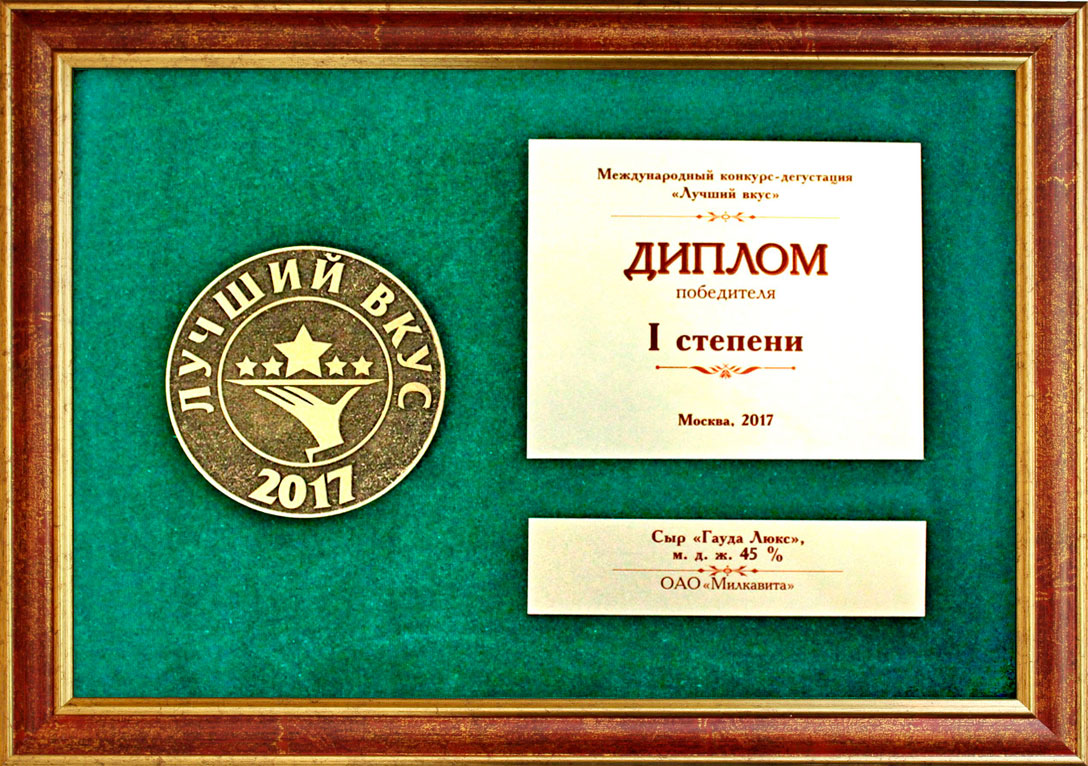 ЛУЧШИЙ ВКУС
2017
Международный конкурс-дегустация
«Лучший вкус»
ДИПЛОМ
победителя
I степени
Москва, 2017
Сыр «Гауда Люкс»,
м. д. ж. 45 %
ОАО «Милкавита»